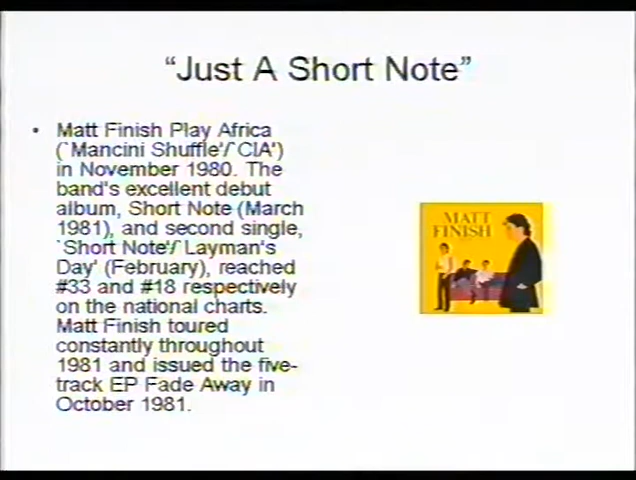 “Just A Short Note”
• Matt Finish Play Africa
(`Mancini Shuffle'/`CIA')
in November 1980. The
band's excellent debut
album, Short Note (March
1981), and second single,
`Short Note'/`Layman's
Day' (February), reached
#33 and #18 respectively
on the national charts.
Matt Finish toured
constantly throughout
1981 and issued the five-
track EP Fade Away in
October 1981.
MATT
FINISH